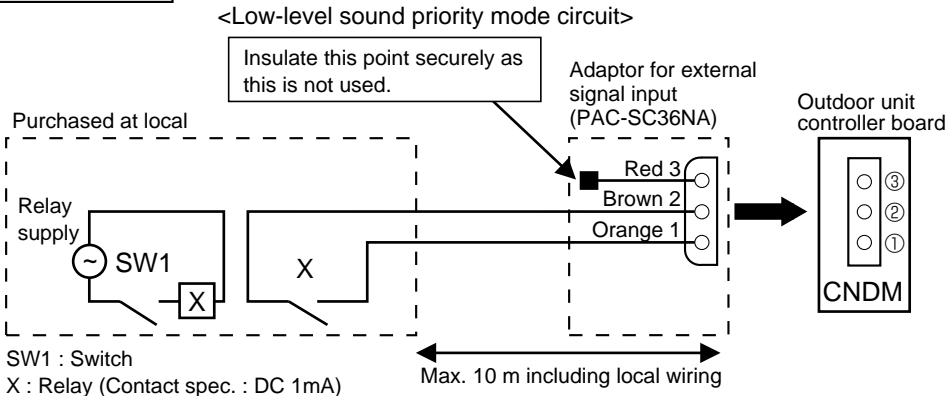 <Low-level sound priority mode circuit>
Insulate this point securely as
this is not used.
Adaptor for external
signal input
(PAC-SC36NA)
Outdoor unit
controller board
Purchased at local
Red 3
Brown 2
Orange 1
Relay
supply
~
SW1
X
X
③
②
①
CNDM
SW1 : Switch
X : Relay (Contact spec. : DC 1mA)
Max. 10 m including local wiring